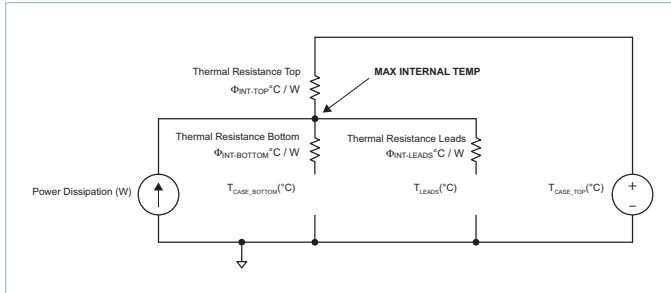 Thermal Resistance Top
ΦINT-TOP°C / W
MAX INTERNAL TEMP
Thermal Resistance Bottom
ΦINT-BOTTOM°C / W
Thermal Resistance Leads
ΦINT-LEADS°C / W
Power Dissipation (W)
TCASE_BOTTOM(°C)
TLEADS(°C)
TCASE_TOP(°C)
+
–